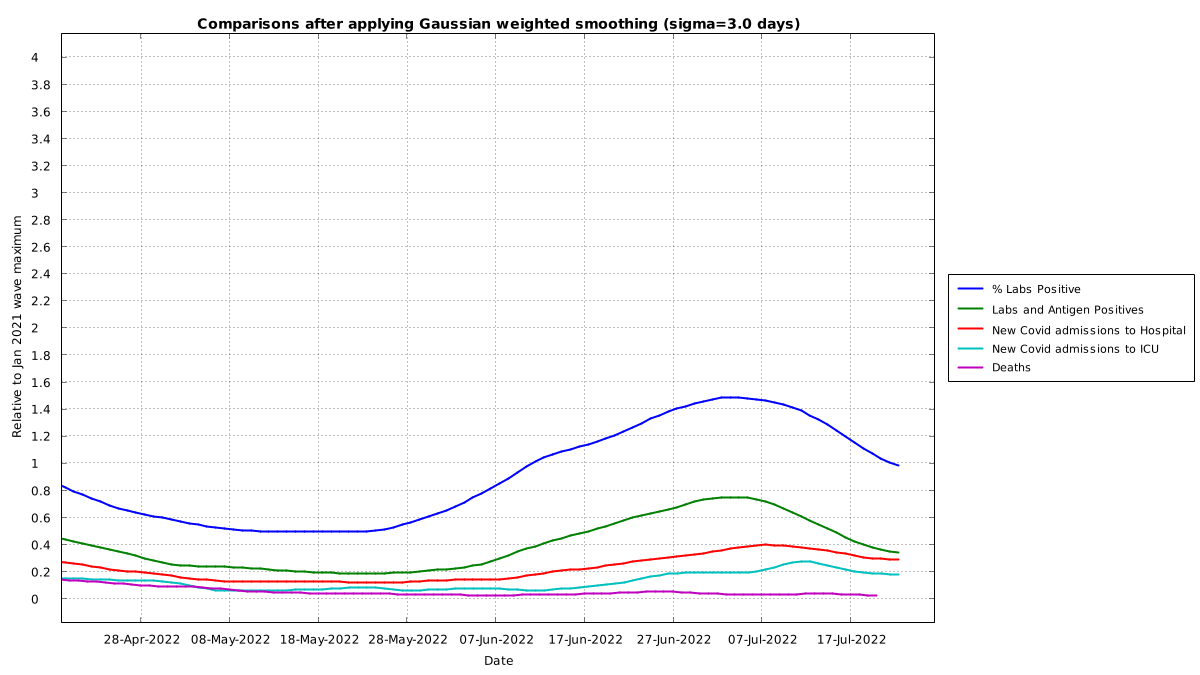 Comparisons after applying Gaussian weighted smoothing (sigma=3.0 days)
Relative to Jan 2021 wave maximum
4
3.8
3.6
3.4
3.2
3
2.8
2.6
2.4
2.2
2
1.8
1.6
1.4
1.2
1
0.8
0.6
0.4
0.2
0
28-Apr-2022 08-May-2022 18-May-2022 28-May-2022 07-Jun-2022 17-Jun-2022 27-Jun-2022 07-Jul-2022 17-Jul-2022
Date
% Labs Positive
Labs and Antigen Positives
New Covid admissions to Hospital
New Covid admissions to ICU
Deaths